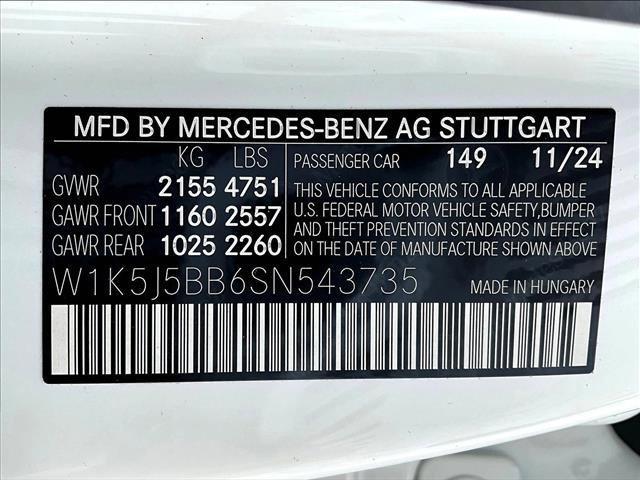 MFD BY MERCEDES-BENZ AG STUTTGART
KG LBS PASSENGER CAR 149 11/24
GVWR 2155 4751
GAWR FRONT 1160 2557
GAWR REAR 1025 2260
THIS VEHICLE CONFORMS TO ALL APPLICABLE
U.S. FEDERAL MOTOR VEHICLE SAFETY,BUMPER
AND THEFT PREVENTION STANDARDS IN EFFECT
ON THE DATE OF MANUFACTURE SHOWN ABOVE.
W1K5J5BB6SN543735 MADE IN HUNGARY